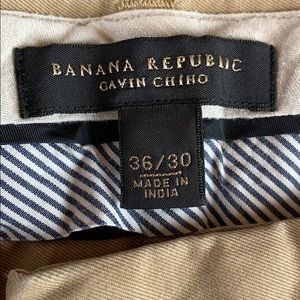 BANANA REPUBLIC
GAVIN CHINO
36/30
MADE IN
INDIA